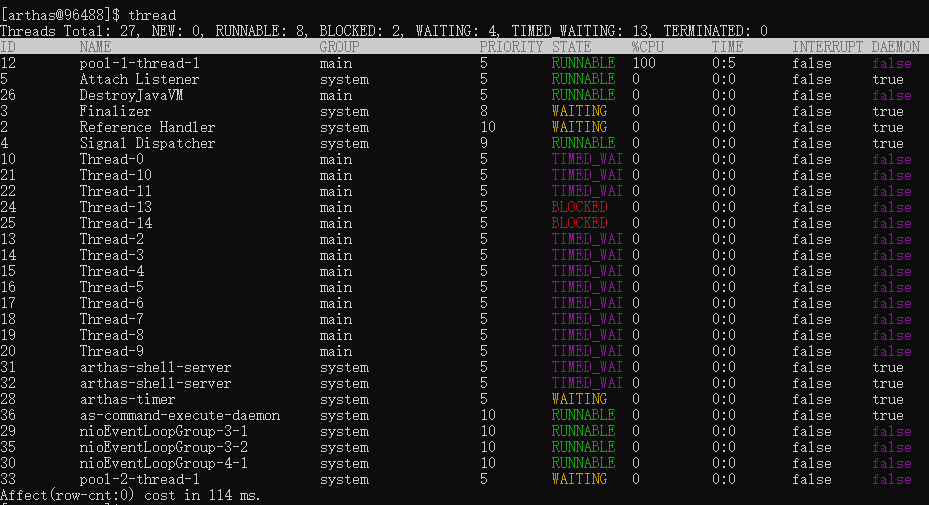 [arthas@96488]$ thread
Threads Total: 27, NEW: 0, RUNNABLE: 8, BLOCKED: 2, WAITING: 4, TIMED_WAITING: 13, TERMINATED: 0
ID NAME GROUP PRIORITY STATE %CPU TIME INTERRUPT DAEMON
12 pool-1-thread-1 main 5 RUNNABLE 100 0:5 false false
5 Attach Listener system 5 RUNNABLE 0 0:0 false true
26 DestroyJavaVM main 5 RUNNABLE 0 0:0 false false
3 Finalizer system 8 WAITING 0 0:0 false true
2 Reference Handler system 10 WAITING 0 0:0 false true
4 Signal Dispatcher system 9 RUNNABLE 0 0:0 false true
10 Thread-0 main 5 TIMED_WAI 0 0:0 false false
21 Thread-10 main 5 TIMED_WAI 0 0:0 false false
22 Thread-11 main 5 TIMED_WAI 0 0:0 false false
24 Thread-13 main 5 BLOCKED 0 0:0 false false
25 Thread-14 main 5 BLOCKED 0 0:0 false false
13 Thread-2 main 5 TIMED_WAI 0 0:0 false false
14 Thread-3 main 5 TIMED_WAI 0 0:0 false false
15 Thread-4 main 5 TIMED_WAI 0 0:0 false false
16 Thread-5 main 5 TIMED_WAI 0 0:0 false false
17 Thread-6 main 5 TIMED_WAI 0 0:0 false false
18 Thread-7 main 5 TIMED_WAI 0 0:0 false false
19 Thread-8 main 5 TIMED_WAI 0 0:0 false false
20 Thread-9 main 5 TIMED_WAI 0 0:0 false false
31 arthas-shell-server system 5 TIMED_WAI 0 0:0 false true
32 arthas-shell-server system 5 TIMED_WAI 0 0:0 false true
28 arthas-timer system 5 WAITING 0 0:0 false true
36 as-command-execute-daemon system 10 RUNNABLE 0 0:0 false true
29 nioEventLoopGroup-3-1 system 10 RUNNABLE 0 0:0 false false
35 nioEventLoopGroup-3-2 system 10 RUNNABLE 0 0:0 false false
30 nioEventLoopGroup-4-1 system 10 RUNNABLE 0 0:0 false false
33 pool-2-thread-1 system 5 WAITING 0 0:0 false false
Affect(row-cnt:0) cost in 114 ms.